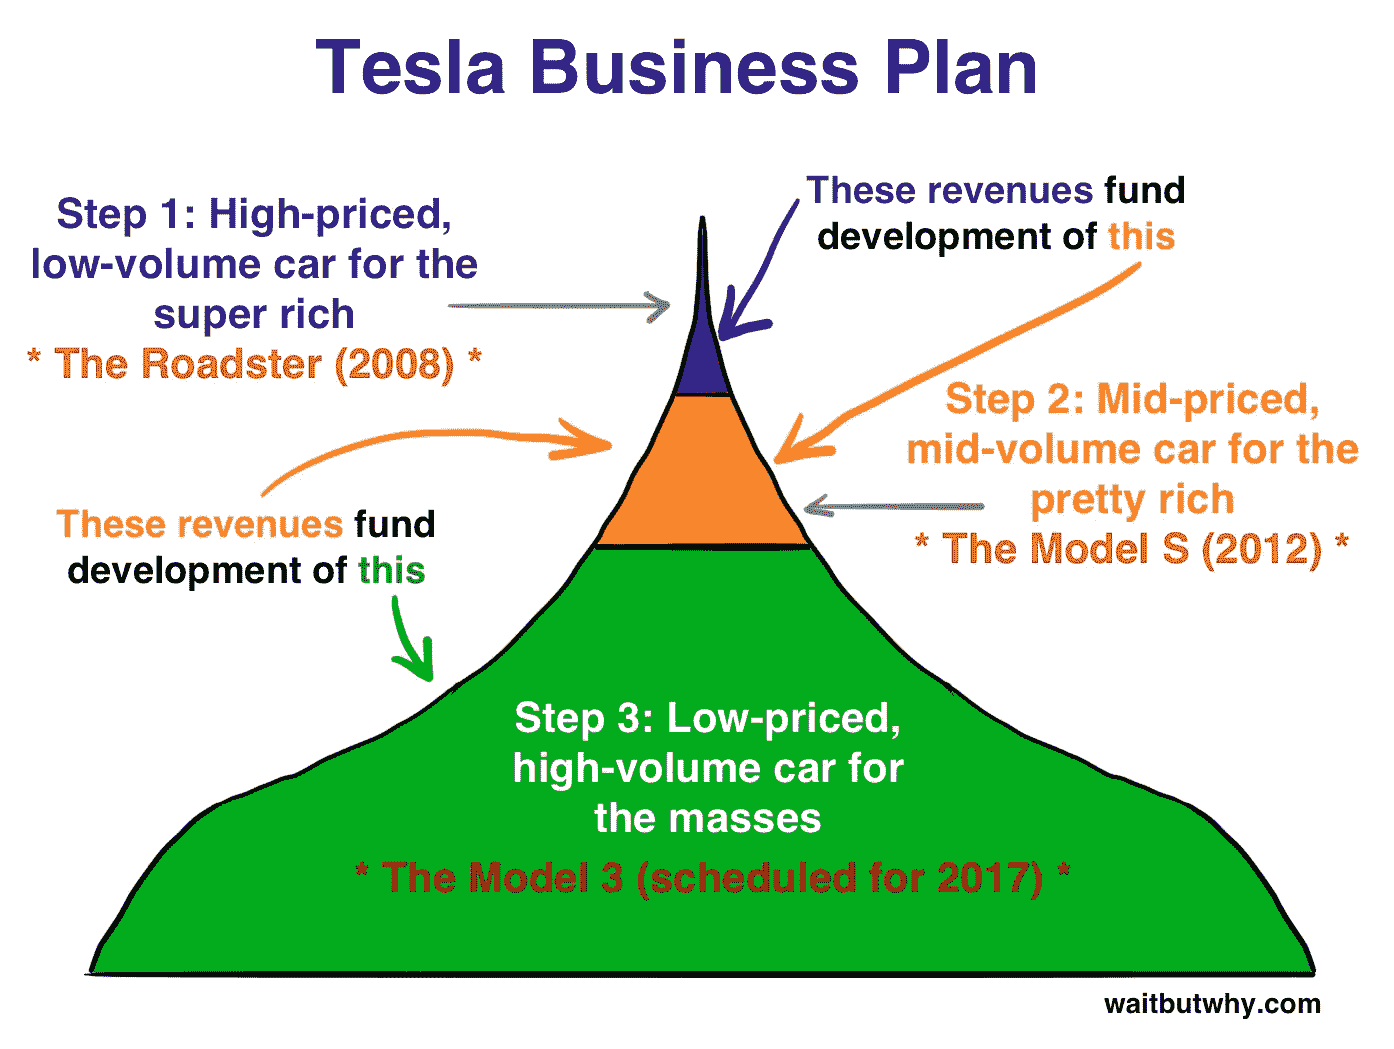 Tesla Business Plan
Step 1: High-priced,
low-volume car for the
super rich
* The Roadster (2008) *
These revenues fund
development of this
Step 2: Mid-priced,
mid-volume car for the
pretty rich
* The Model S (2012) *
These revenues fund
development of this
Step 3: Low-priced,
high-volume car for
the masses
* The Model 3 (scheduled for 2017) *
waitbutwhy.com